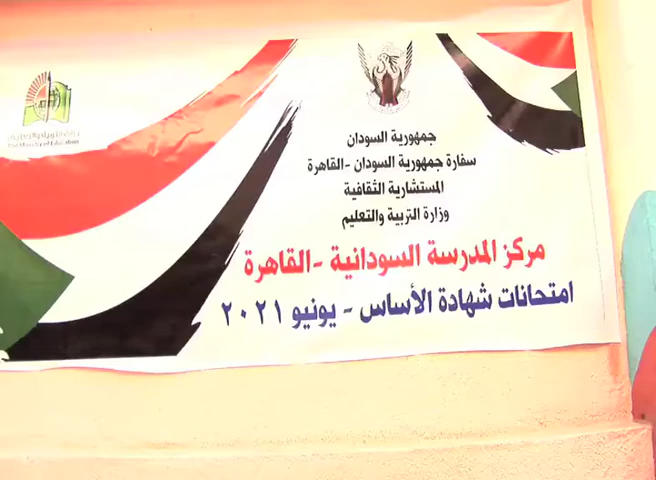 جمهورية السودان
سفارة جمهورية السودان -القاهرة
المستشارية الثقافية
وزارة التربية والتعليم
مركز المدرسة السودانية -القاهرة
امتحانات شهادة الأساس - يونيو ٢٠٢١